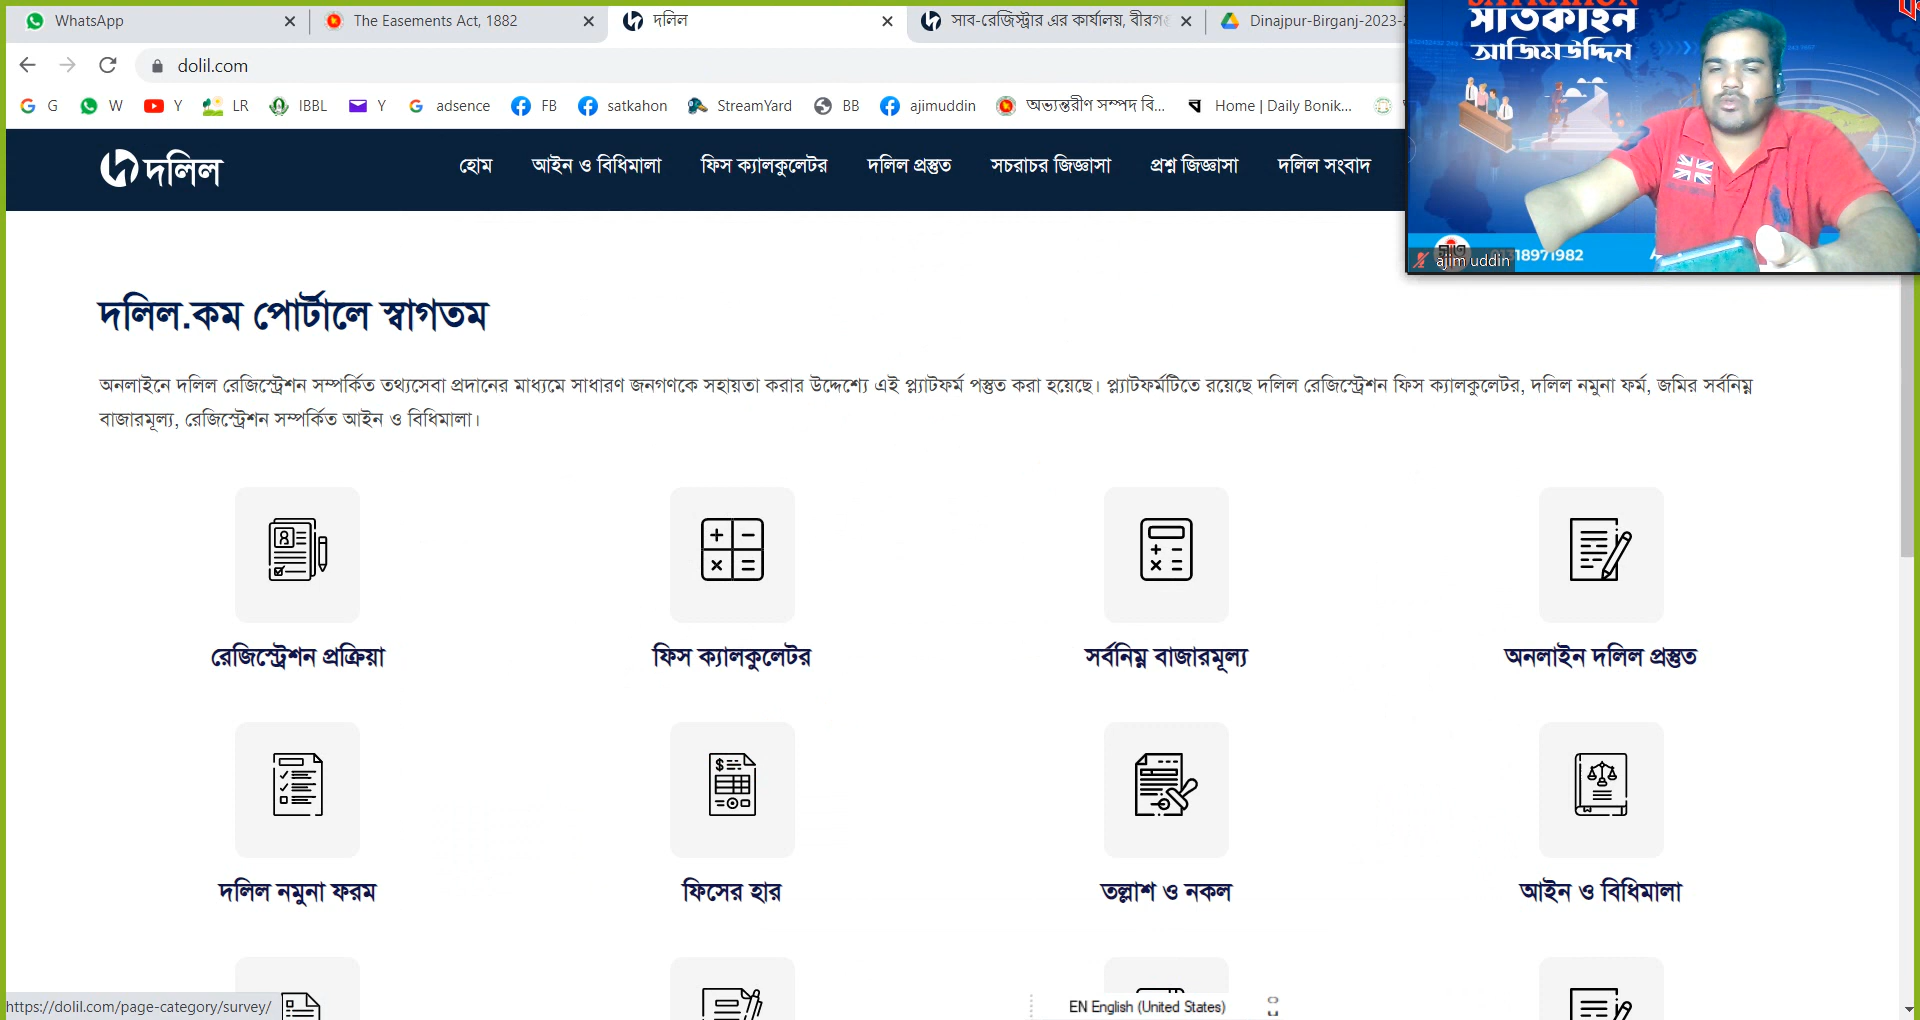 WhatsApp
The Easements Act, 1882
দলিল
সাব-রেজিস্ট্রার এর কার্যালয়, বীরগ
Dinajpur-Birganj-2023-
dolil.com
G
W
Y
LR
IBBL
Y
adsence
FB
satkahon
StreamYard
BB
ajimuddin
অভ্যন্তরীণ সম্পদ বি...
Home | Daily Bonik...
SATKAHON
সাতকাহন
আজিমউদ্দিন
18971982
ajim uddin
দলিল
হোম
আইন ও বিধিমালা
ফিস ক্যালকুলেটর
দলিল প্রস্তুত
সচরাচর জিজ্ঞাসা
প্রশ্ন জিজ্ঞাসা
দলিল সংবাদ
দলিল.কম পোর্টালে স্বাগতম
অনলাইনে দলিল রেজিস্ট্রেশন সম্পর্কিত তথ্যসেবা প্রদানের মাধ্যমে সাধারণ জনগণকে সহায়তা করার উদ্দেশ্যে এই প্ল্যাটফর্ম পস্তুত করা হয়েছে। প্ল্যাটফর্মটিতে রয়েছে দলিল রেজিস্ট্রেশন ফিস ক্যালকুলেটর, দলিল নমুনা ফর্ম, জমির সর্বনিম্ন
বাজারমূল্য, রেজিস্ট্রেশন সম্পর্কিত আইন ও বিধিমালা।
রেজিস্ট্রেশন প্রক্রিয়া
ফিস ক্যালকুলেটর
সর্বনিম্ন বাজারমূল্য
অনলাইন দলিল প্রস্তুত
দলিল নমুনা ফরম
ফিসের হার
তল্লাশ ও নকল
আইন ও বিধিমালা
https://dolil.com/page-category/survey/
EN English (United States)